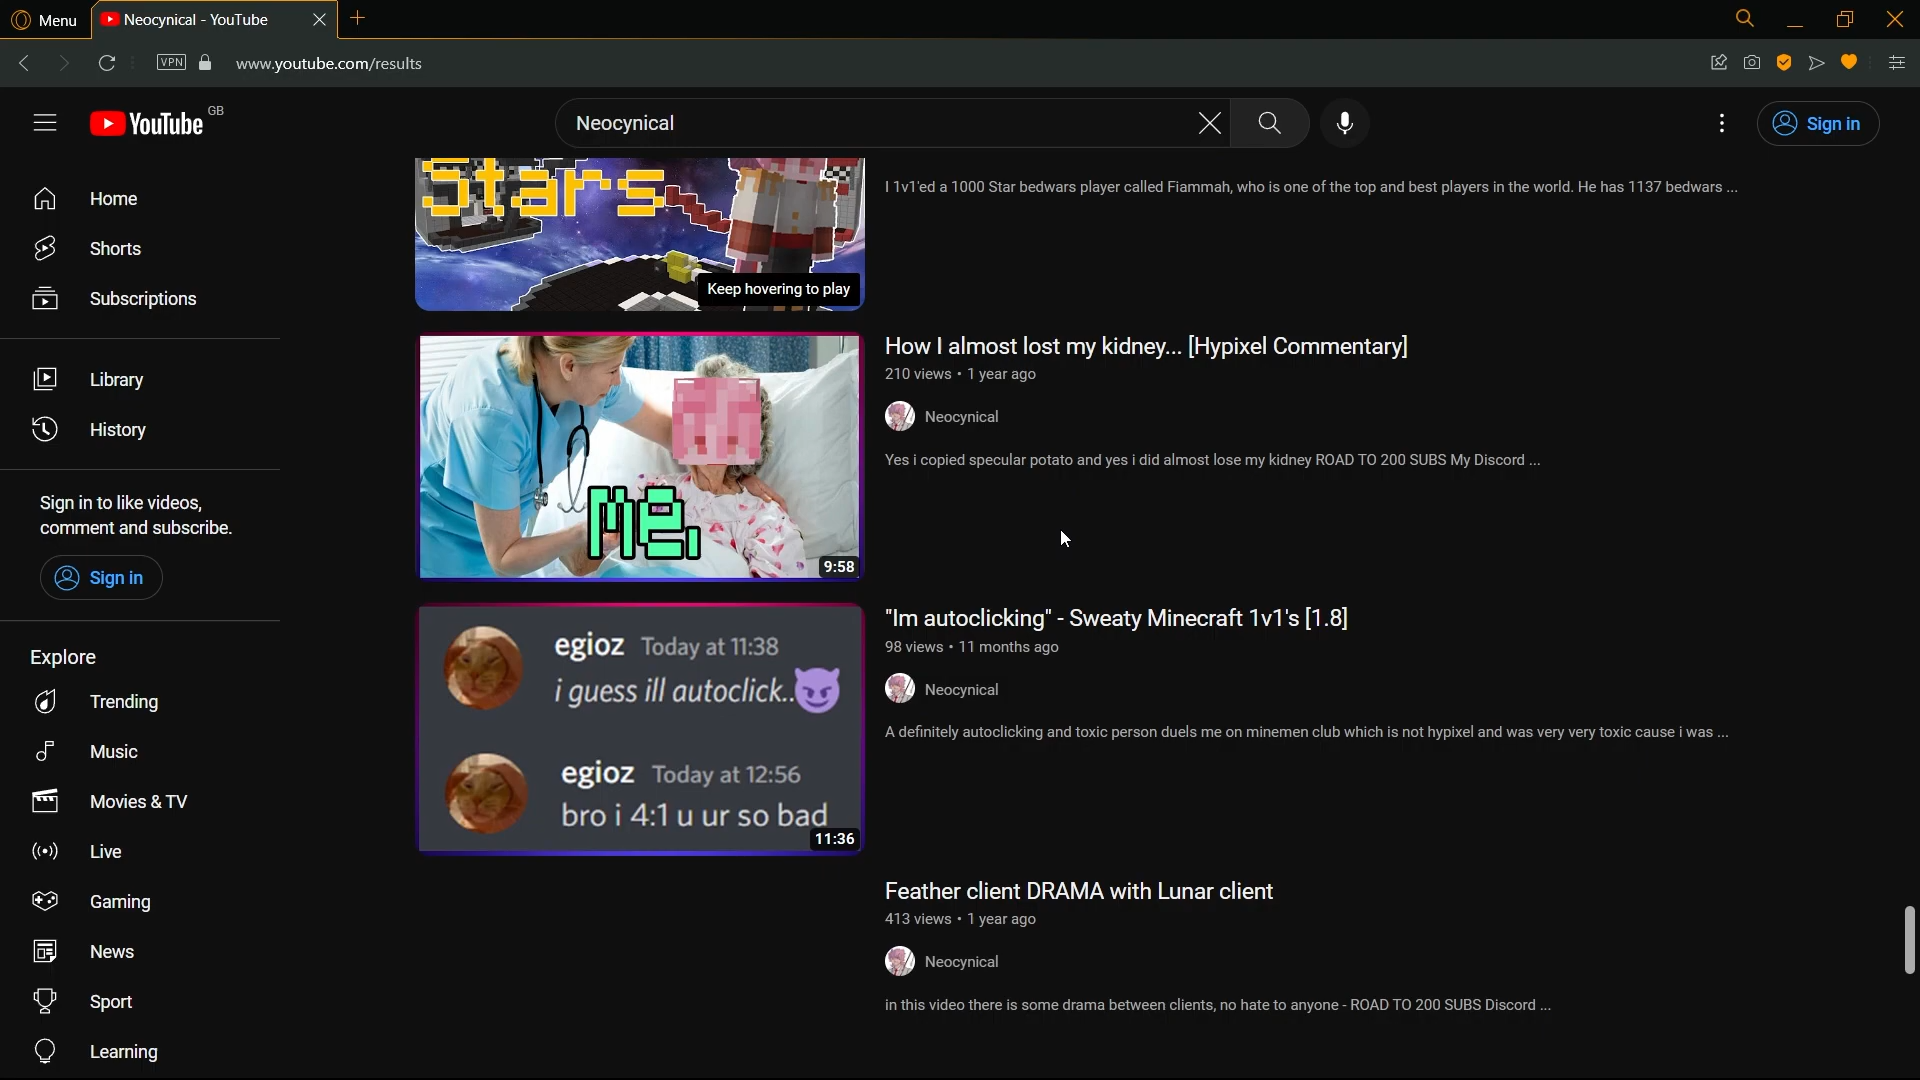 Menu
Neocynical - YouTube
VPN
www.youtube.com/results
YouTube GB
Neocynical
Sign in
Home
Shorts
Subscriptions
Library
History
Sign in to like videos,
comment and subscribe.
Sign in
Explore
Trending
Music
Movies & TV
Live
Gaming
News
Sport
Learning
Stars
Keep hovering to play
I 1v1'ed a 1000 Star bedwars player called Fiammah, who is one of the top and best players in the world. He has 1137 bedwars ...
Me.
9:58
How I almost lost my kidney... [Hypixel Commentary]
210 views • 1 year ago
Neocynical
Yes i copied specular potato and yes i did almost lose my kidney ROAD TO 200 SUBS My Discord ...
egioz Today at 11:38
i guess ill autoclick..
egioz Today at 12:56
bro i 4:1 u ur so bad
11:36
"Im autoclicking" - Sweaty Minecraft 1v1's [1.8]
98 views • 11 months ago
Neocynical
A definitely autoclicking and toxic person duels me on minemen club which is not hypixel and was very very toxic cause i was ...
Feather client DRAMA with Lunar client
413 views • 1 year ago
Neocynical
in this video there is some drama between clients, no hate to anyone - ROAD TO 200 SUBS Discord ...